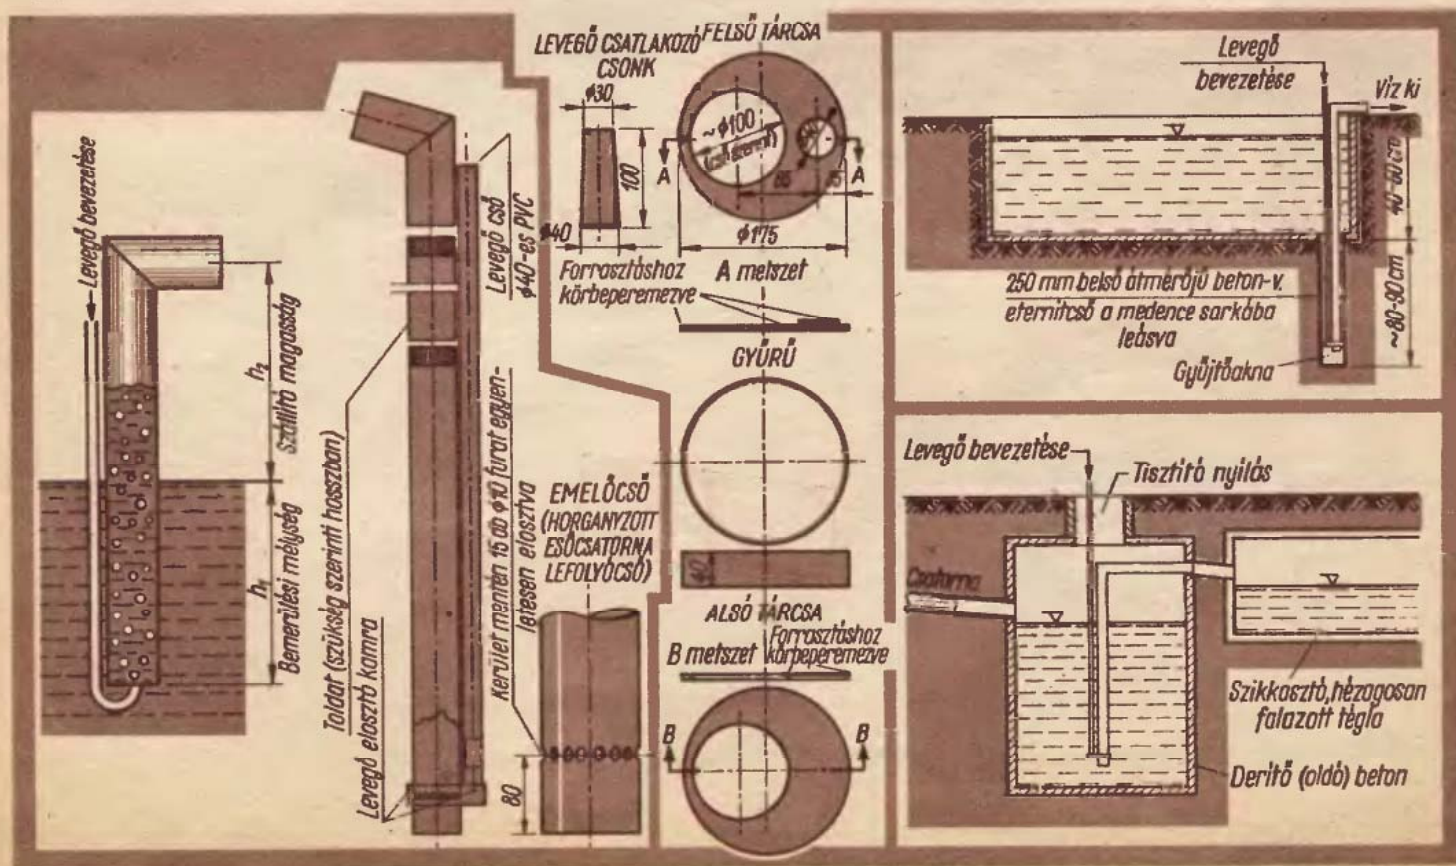 Levegő bevezetése
h₂
szállító magasság
h₁
Bemerülési mélység
Toldat (szükség szerinti hosszban)
Levegő elosztó kamra
Levegő cső
φ40-es PVC
Kerület mentén 15 db φ10 furat egyen-
letesen elosztva
EMELŐCSŐ
(HORGANYZOTT
ESŐCSATORNA
LEFOLYÓCSŐ)
80
LEVEGŐ CSATLAKOZÓ
CSONK
φ30
100
φ40
FELSŐ TÁRCSA
~φ100
(cső szerint)
A
A
φ175
Forrasztáshoz
körbeperemezve
A metszet
GYŰRŰ
40
ALSÓ TÁRCSA
B metszet
Forrasztáshoz
körbeperemezve
B
B
Levegő
bevezetése
Víz ki
40-60 cm
~80-90 cm
250 mm belső átmérőjű beton-v.
eternitcső a medence sarkába
leásva
Gyűjtőakna
Levegő bevezetése
Tisztító nyílás
Csatorna
Szikkasztó, hézagosan
falazott tégla
Derítő (oldó) beton